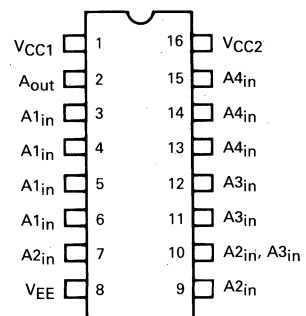 VCC1 1 16 VCC2
Aout 2 15 A4in
A1in 3 14 A4in
A1in 4 13 A4in
A1in 5 12 A3in
A1in 6 11 A3in
A2in 7 10 A2in, A3in
VEE 8 9 A2in